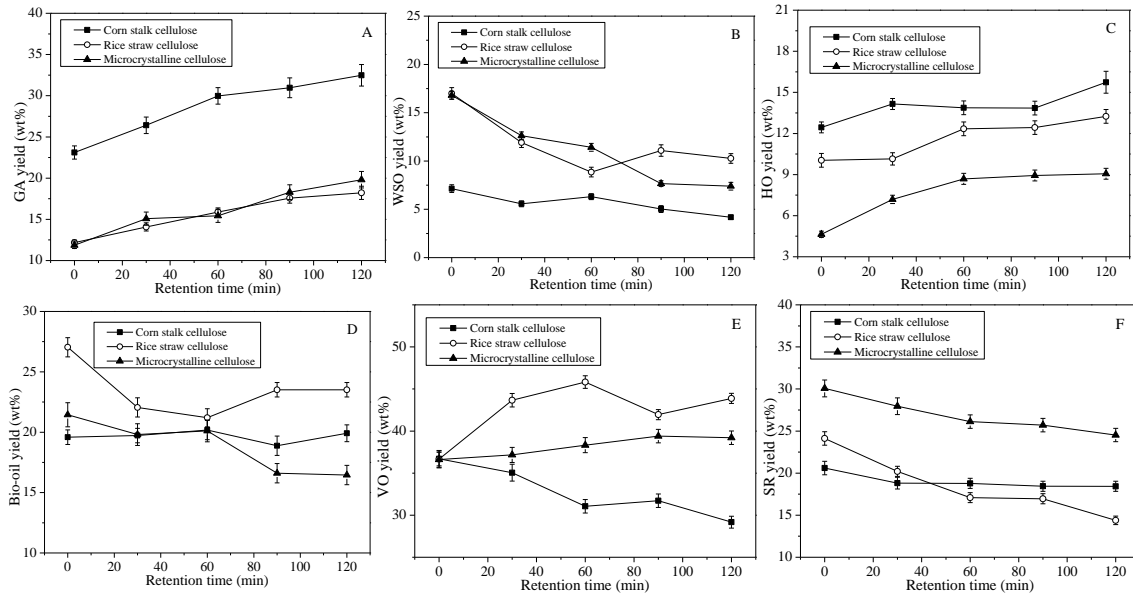 A
Corn stalk cellulose
Rice straw cellulose
Microcrystalline cellulose
GA yield (wt%)
40
35
30
25
20
15
10
0 20 40 60 80 100 120
Retention time (min)
B
Corn stalk cellulose
Rice straw cellulose
Microcrystalline cellulose
WSO yield (wt%)
25
20
15
10
5
0
0 20 40 60 80 100 120
Retention time (min)
C
Corn stalk cellulose
Rice straw cellulose
Microcrystalline cellulose
HO yield (wt%)
21
18
15
12
9
6
3
0 20 40 60 80 100 120
Retention time (min)
D
Corn stalk cellulose
Rice straw cellulose
Microcrystalline cellulose
Bio-oil yield (wt%)
30
25
20
15
10
0 20 40 60 80 100 120
Retention time (min)
E
Corn stalk cellulose
Rice straw cellulose
Microcrystalline cellulose
VO yield (wt%)
50
40
30
0 20 40 60 80 100 120
Retention time (min)
F
Corn stalk cellulose
Rice straw cellulose
Microcrystalline cellulose
SR yield (wt%)
40
35
30
25
20
15
10
0 20 40 60 80 100 120
Retention time (min)